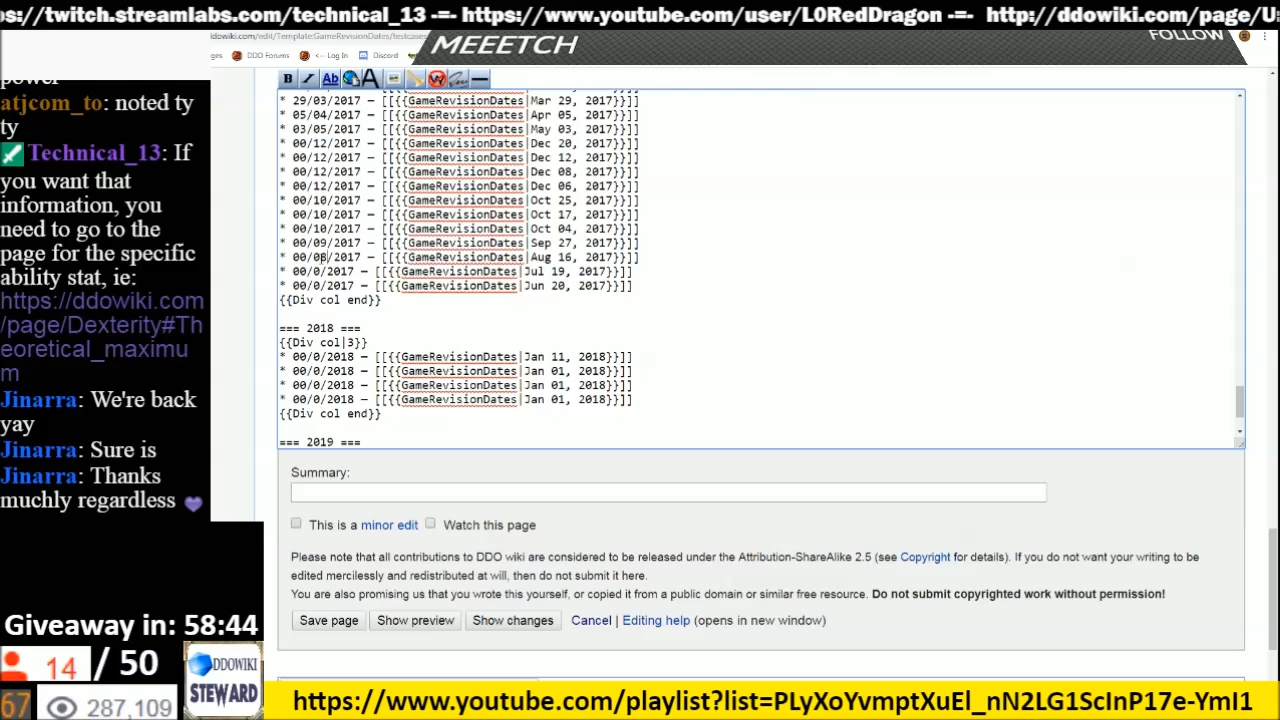 ps://twitch.streamlabs.com/technical_13 -=- https://www.youtube.com/user/L0RedDragon -=- http://ddowiki.com/page/U
ddowiki.com/edit/Template:GameRevisionDates/testcases
MEEETCH
FOLLOW
ges DDO Forums <-- Log In Discord
power
atjcom_to: noted ty
ty
Technical_13: If
you want that
information, you
need to go to the
page for the specific
ability stat, ie:
https://ddowiki.com
/page/Dexterity#Th
eoretical_maximu
m
Jinarra: We're back
yay
Jinarra: Sure is
Jinarra: Thanks
muchly regardless
B I Ab A
* 29/03/2017 – [[{{GameRevisionDates|Mar 29, 2017}}]]
* 05/04/2017 – [[{{GameRevisionDates|Apr 05, 2017}}]]
* 03/05/2017 – [[{{GameRevisionDates|May 03, 2017}}]]
* 00/12/2017 – [[{{GameRevisionDates|Dec 20, 2017}}]]
* 00/12/2017 – [[{{GameRevisionDates|Dec 12, 2017}}]]
* 00/12/2017 – [[{{GameRevisionDates|Dec 08, 2017}}]]
* 00/12/2017 – [[{{GameRevisionDates|Dec 06, 2017}}]]
* 00/10/2017 – [[{{GameRevisionDates|Oct 25, 2017}}]]
* 00/10/2017 – [[{{GameRevisionDates|Oct 17, 2017}}]]
* 00/10/2017 – [[{{GameRevisionDates|Oct 04, 2017}}]]
* 00/09/2017 – [[{{GameRevisionDates|Sep 27, 2017}}]]
* 00/08/2017 – [[{{GameRevisionDates|Aug 16, 2017}}]]
* 00/0/2017 – [[{{GameRevisionDates|Jul 19, 2017}}]]
* 00/0/2017 – [[{{GameRevisionDates|Jun 20, 2017}}]]
{{Div col end}}
=== 2018 ===
{{Div col|3}}
* 00/0/2018 – [[{{GameRevisionDates|Jan 11, 2018}}]]
* 00/0/2018 – [[{{GameRevisionDates|Jan 01, 2018}}]]
* 00/0/2018 – [[{{GameRevisionDates|Jan 01, 2018}}]]
* 00/0/2018 – [[{{GameRevisionDates|Jan 01, 2018}}]]
{{Div col end}}
=== 2019 ===
Summary:
This is a minor edit Watch this page
Please note that all contributions to DDO wiki are considered to be released under the Attribution-ShareAlike 2.5 (see Copyright for details). If you do not want your writing to be
edited mercilessly and redistributed at will, then do not submit it here.
You are also promising us that you wrote this yourself, or copied it from a public domain or similar free resource. Do not submit copyrighted work without permission!
Save page Show preview Show changes Cancel | Editing help (opens in new window)
Giveaway in: 58:44
14 / 50
67 287,109
DDOWIKI
STEWARD
https://www.youtube.com/playlist?list=PLyXoYvmptXuEl_nN2LG1ScInP17e-YmI1